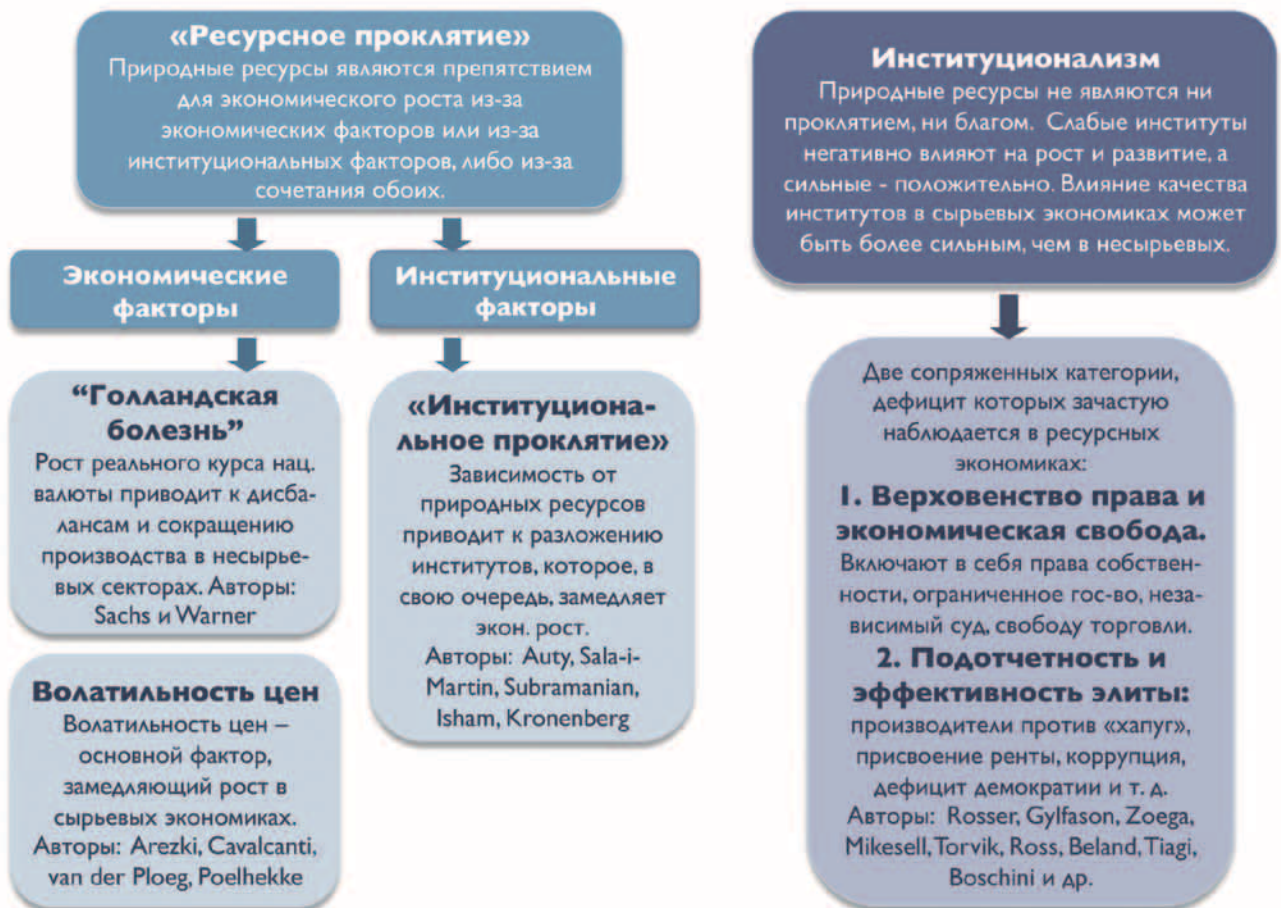 «Ресурсное проклятие»
Природные ресурсы являются препятствием
для экономического роста из-за
экономических факторов или из-за
институциональных факторов, либо из-за
сочетания обоих.
Экономические
факторы
“Голландская
болезнь”
Рост реального курса нац.
валюты приводит к дисба-
лансам и сокращению
производства в несырье-
вых секторах. Авторы:
Sachs и Warner
Волатильность цен
Волатильность цен –
основной фактор,
замедляющий рост в
сырьевых экономиках.
Авторы: Arezki, Cavalcanti,
van der Ploeg, Poelhekke
Институциональные
факторы
«Институциона-
льное проклятие»
Зависимость от
природных ресурсов
приводит к разложению
институтов, которое, в
свою очередь, замедляет
экон. рост.
Авторы: Auty, Sala-i-
Martin, Subramanian,
Isham, Kronenberg
Институционализм
Природные ресурсы не являются ни
проклятием, ни благом. Слабые институты
негативно влияют на рост и развитие, а
сильные - положительно. Влияние качества
институтов в сырьевых экономиках может
быть более сильным, чем в несырьевых.
Две сопряженных категории,
дефицит которых зачастую
наблюдается в ресурсных
экономиках:
1. Верховенство права и
экономическая свобода.
Включают в себя права собствен-
ности, ограниченное гос-во, неза-
висимый суд, свободу торговли.
2. Подотчетность и
эффективность элиты:
производители против «хапуг»,
присвоение ренты, коррупция,
дефицит демократии и т. д.
Авторы: Rosser, Gylfason, Zoega,
Mikesell, Torvik, Ross, Beland, Tiagi,
Boschini и др.